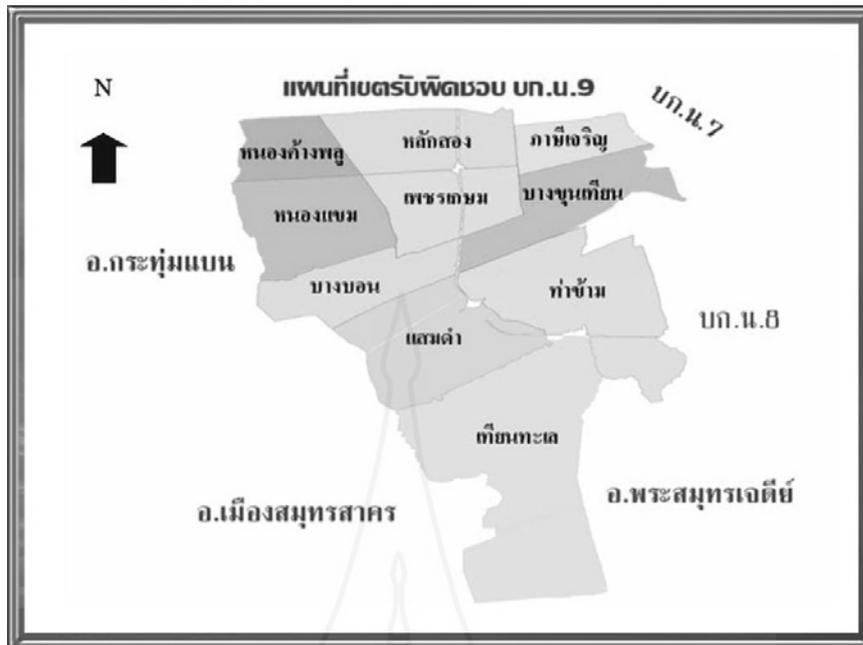 N
แผนที่เขตรับผิดชอบ บก.น.9
บก.น.7
หนองค้างพลู
หลักสอง
ภาษีเจริญ
หนองแขม
เพชรเกษม
บางขุนเทียน
อ.กระทุ่มแบน
บางบอน
ท่าข้าม
บก.น.8
แสมดำ
เทียนทะเล
อ.เมืองสมุทรสาคร
อ.พระสมุทรเจดีย์